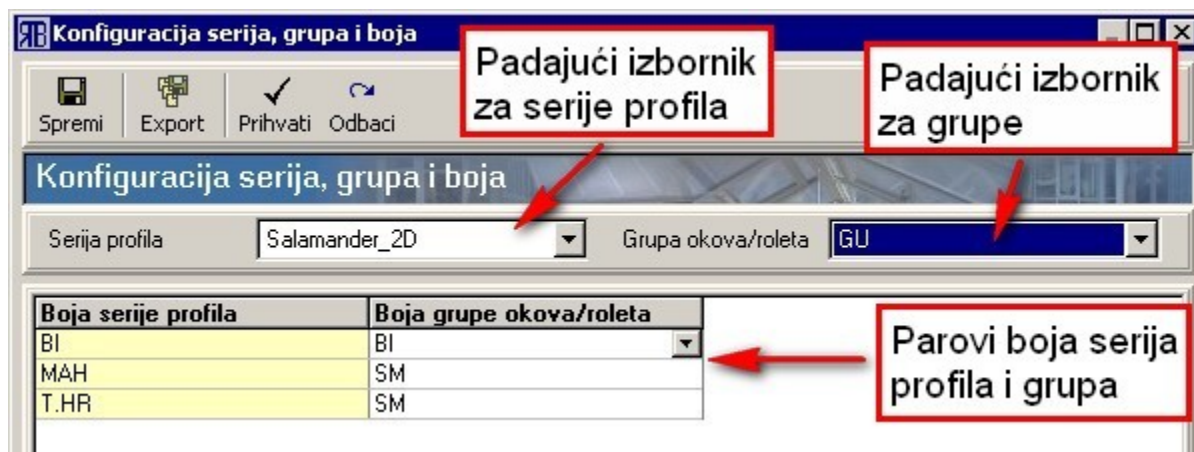 Konfiguracija serija, grupa i boja
Padajući izbornik
za serije profila
Padajući izbornik
za grupe
Spremi Export Prihvati Odbaci
Konfiguracija serija, grupa i boja
Serija profila Salamander_2D Grupa okova/roleta GU
Boja serije profila Boja grupe okova/roleta
BI BI
MAH SM
T.HR SM
Parovi boja serija
profila i grupa